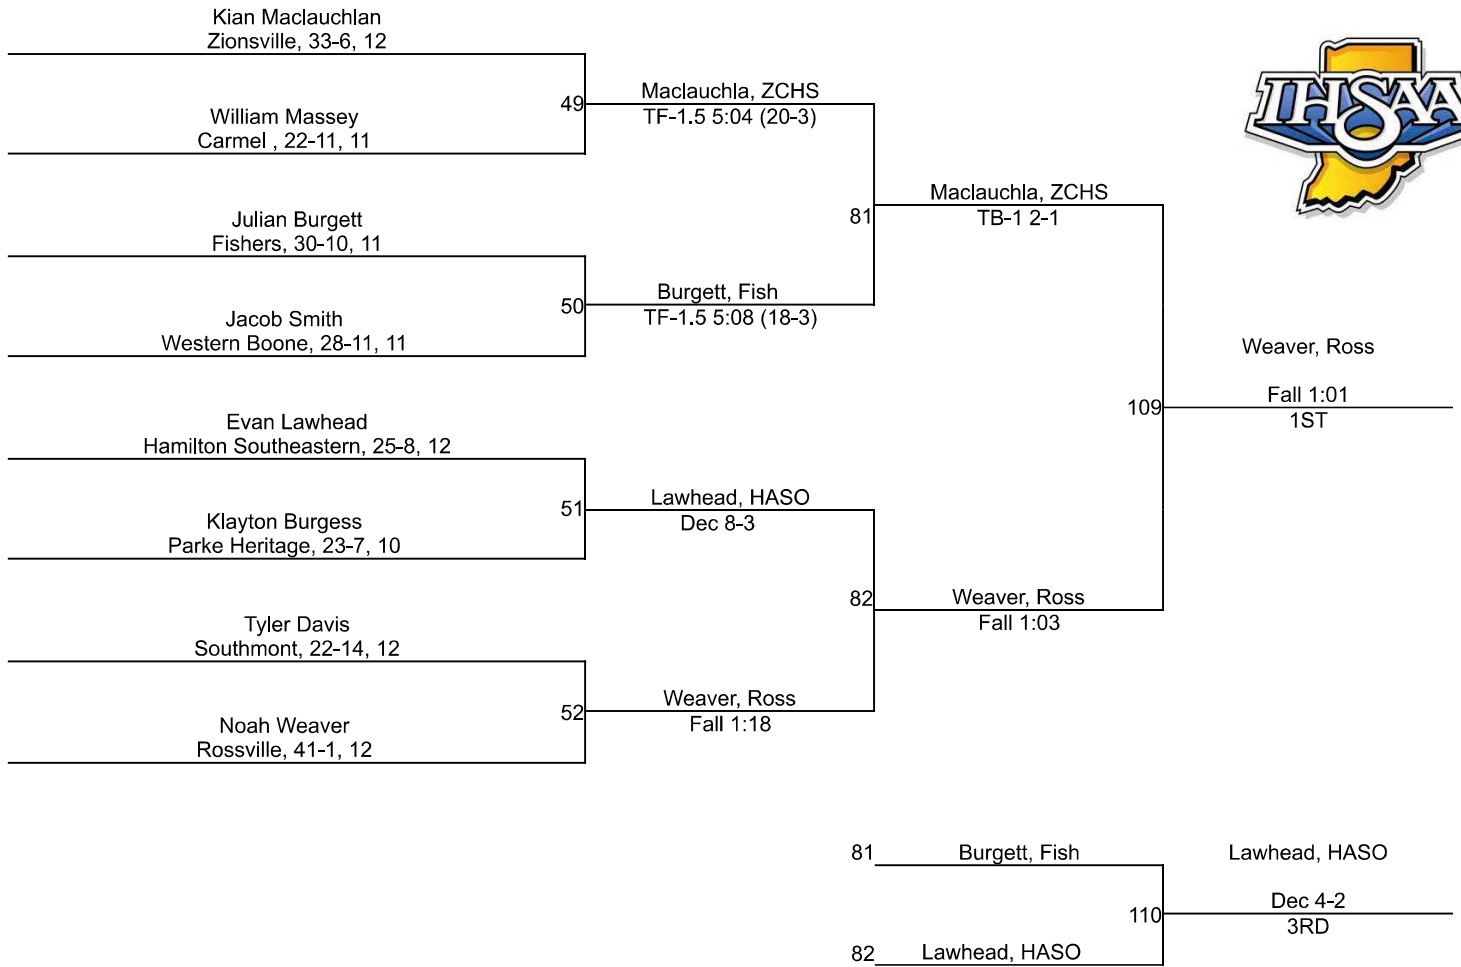 Kian Maclauchlan
Zionsville, 33-6, 12
49
William Massey
Carmel , 22-11, 11
Maclauchla, ZCHS
TF-1.5 5:04 (20-3)
Julian Burgett
Fishers, 30-10, 11
50
Jacob Smith
Western Boone, 28-11, 11
Burgett, Fish
TF-1.5 5:08 (18-3)
81
Maclauchla, ZCHS
TB-1 2-1
Evan Lawhead
Hamilton Southeastern, 25-8, 12
51
Klayton Burgess
Parke Heritage, 23-7, 10
Lawhead, HASO
Dec 8-3
Tyler Davis
Southmont, 22-14, 12
52
Noah Weaver
Rossville, 41-1, 12
Weaver, Ross
Fall 1:18
82
Weaver, Ross
Fall 1:03
109
Weaver, Ross
Fall 1:01
1ST
IHSAA
81
Burgett, Fish
82
Lawhead, HASO
110
Lawhead, HASO
Dec 4-2
3RD